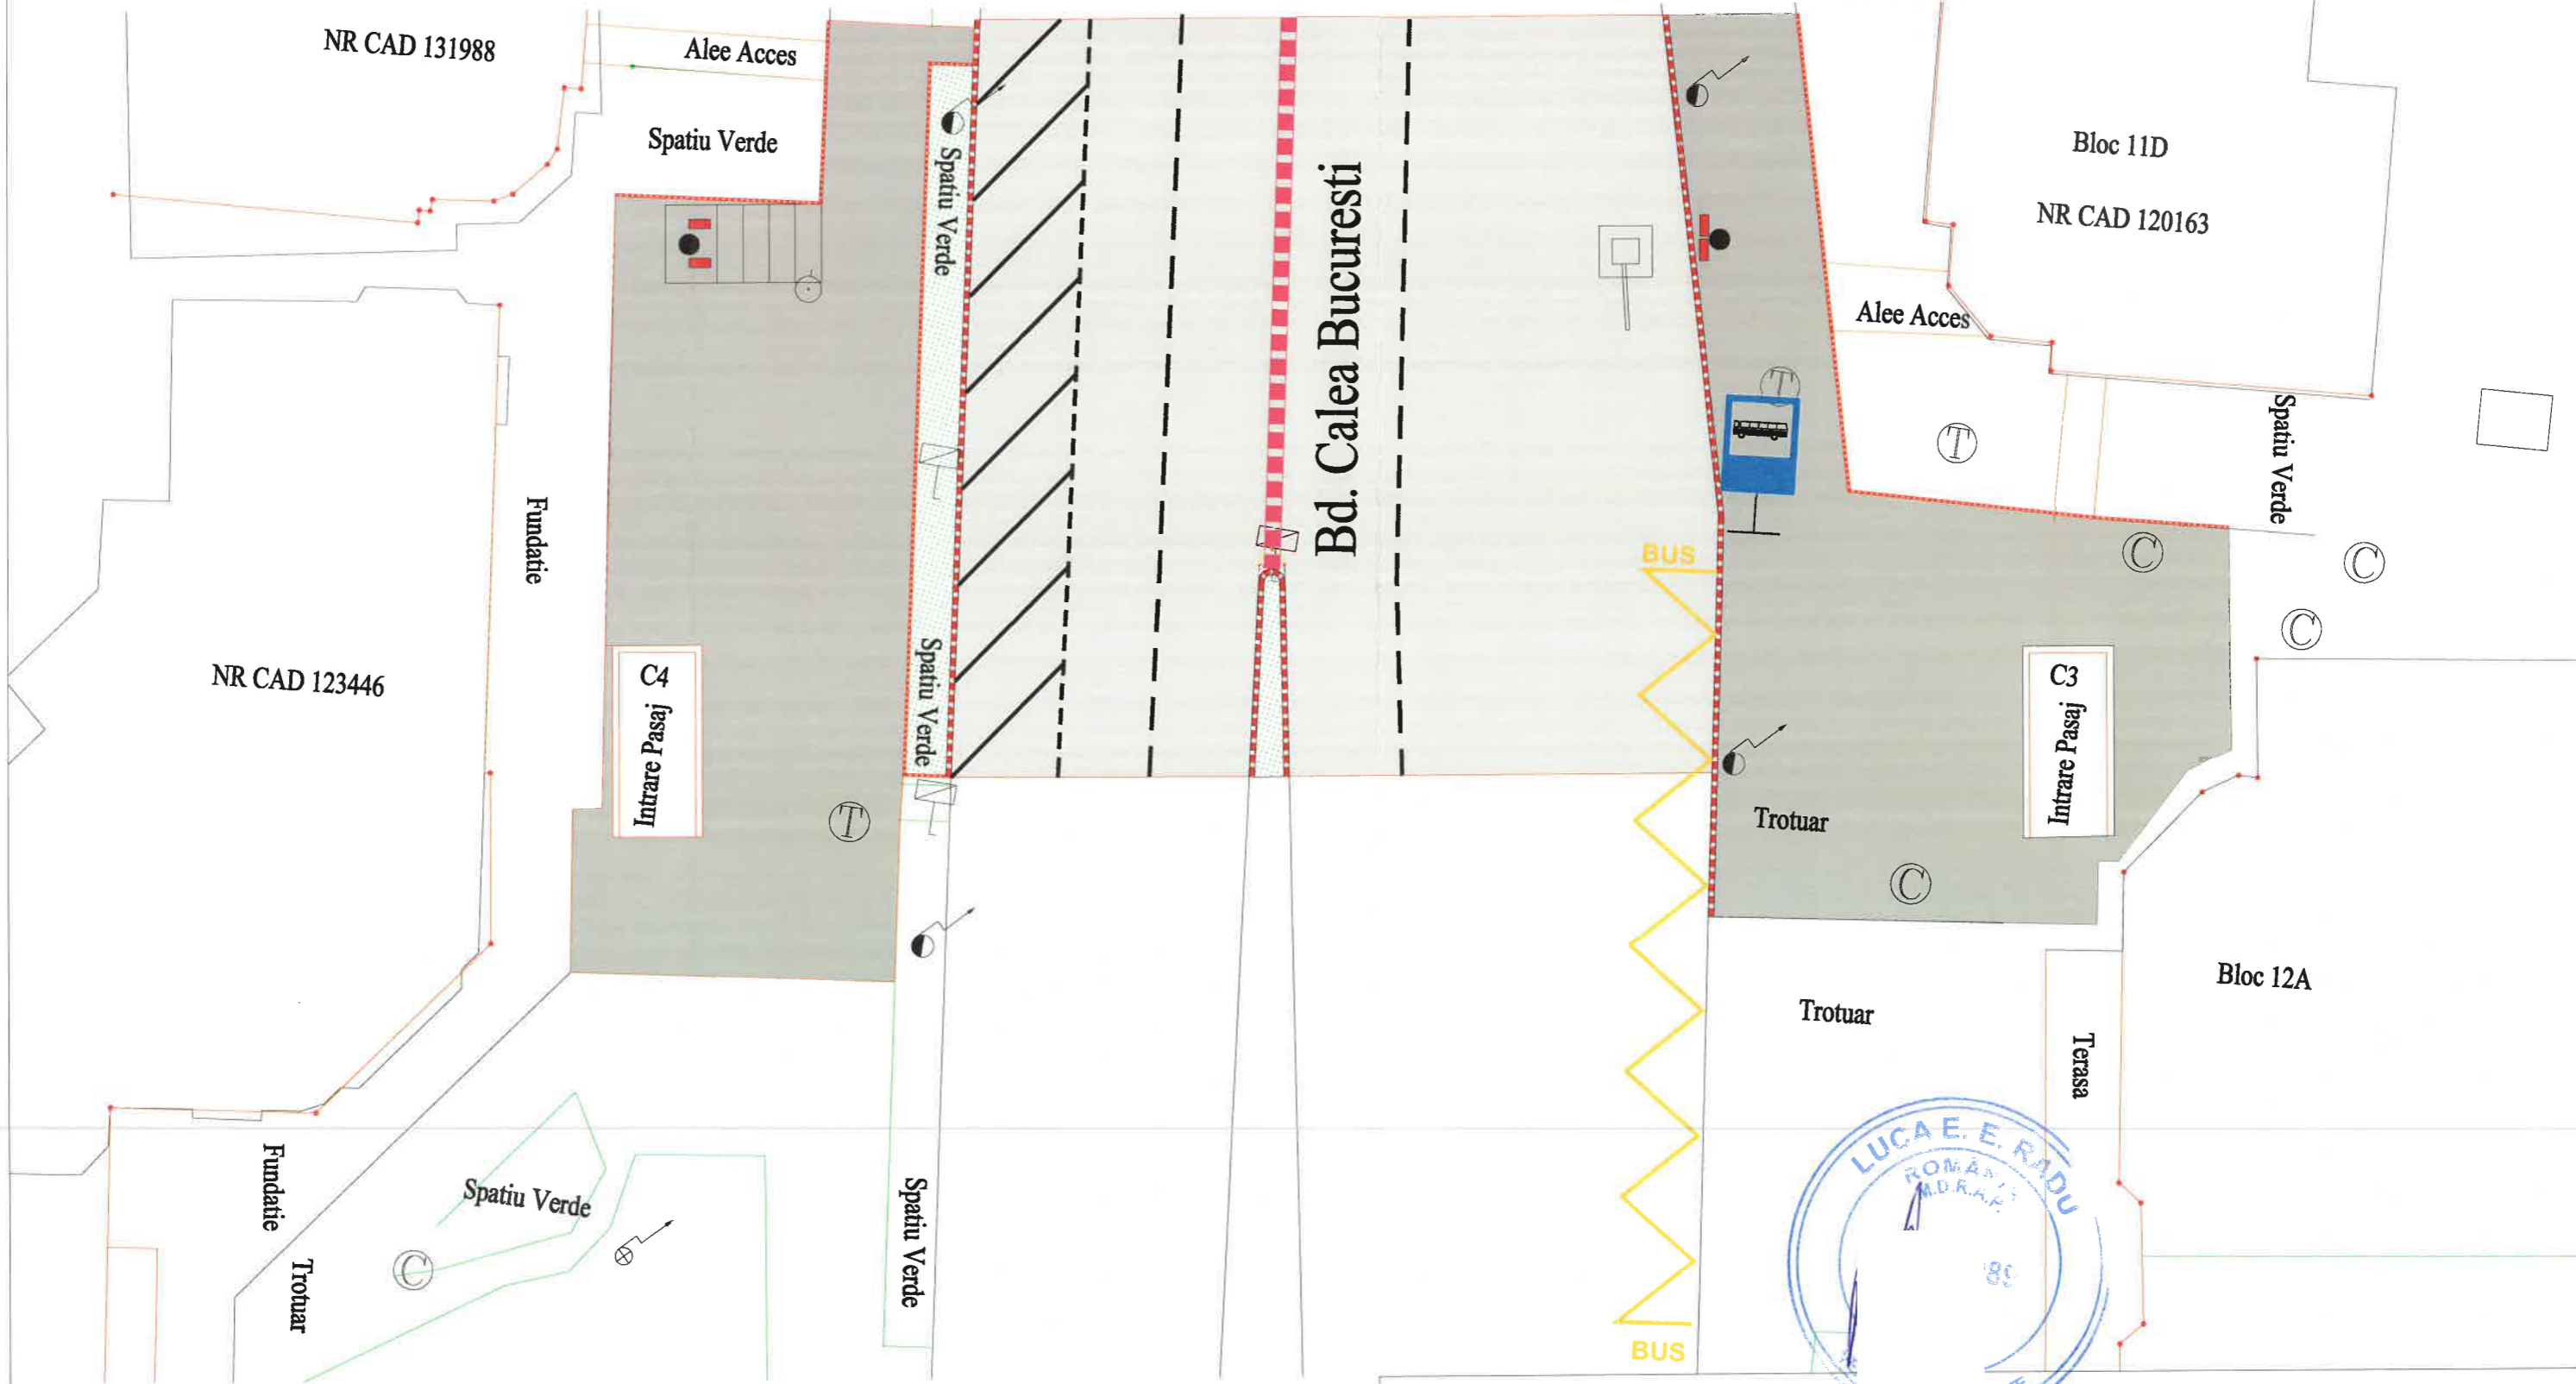 NR CAD 131988
Alee Acces
Spatiu Verde
Spatiu Verde
Bd. Calea Bucuresti
Bloc 11D
NR CAD 120163
Alee Acces
T
T
Spatiu Verde
Fundatie
BUS
C
C
C
NR CAD 123446
C4
Intrare Pasaj
Spatiu Verde
C3
Intrare Pasaj
T
Trotuar
C
Bloc 12A
Trotuar
Terasa
Fundatie
Spatiu Verde
Spatiu Verde
C
Trotuar
BUS
LUCA E. E. RADU
ROMÂNIA
M.D.R.A.P.
89